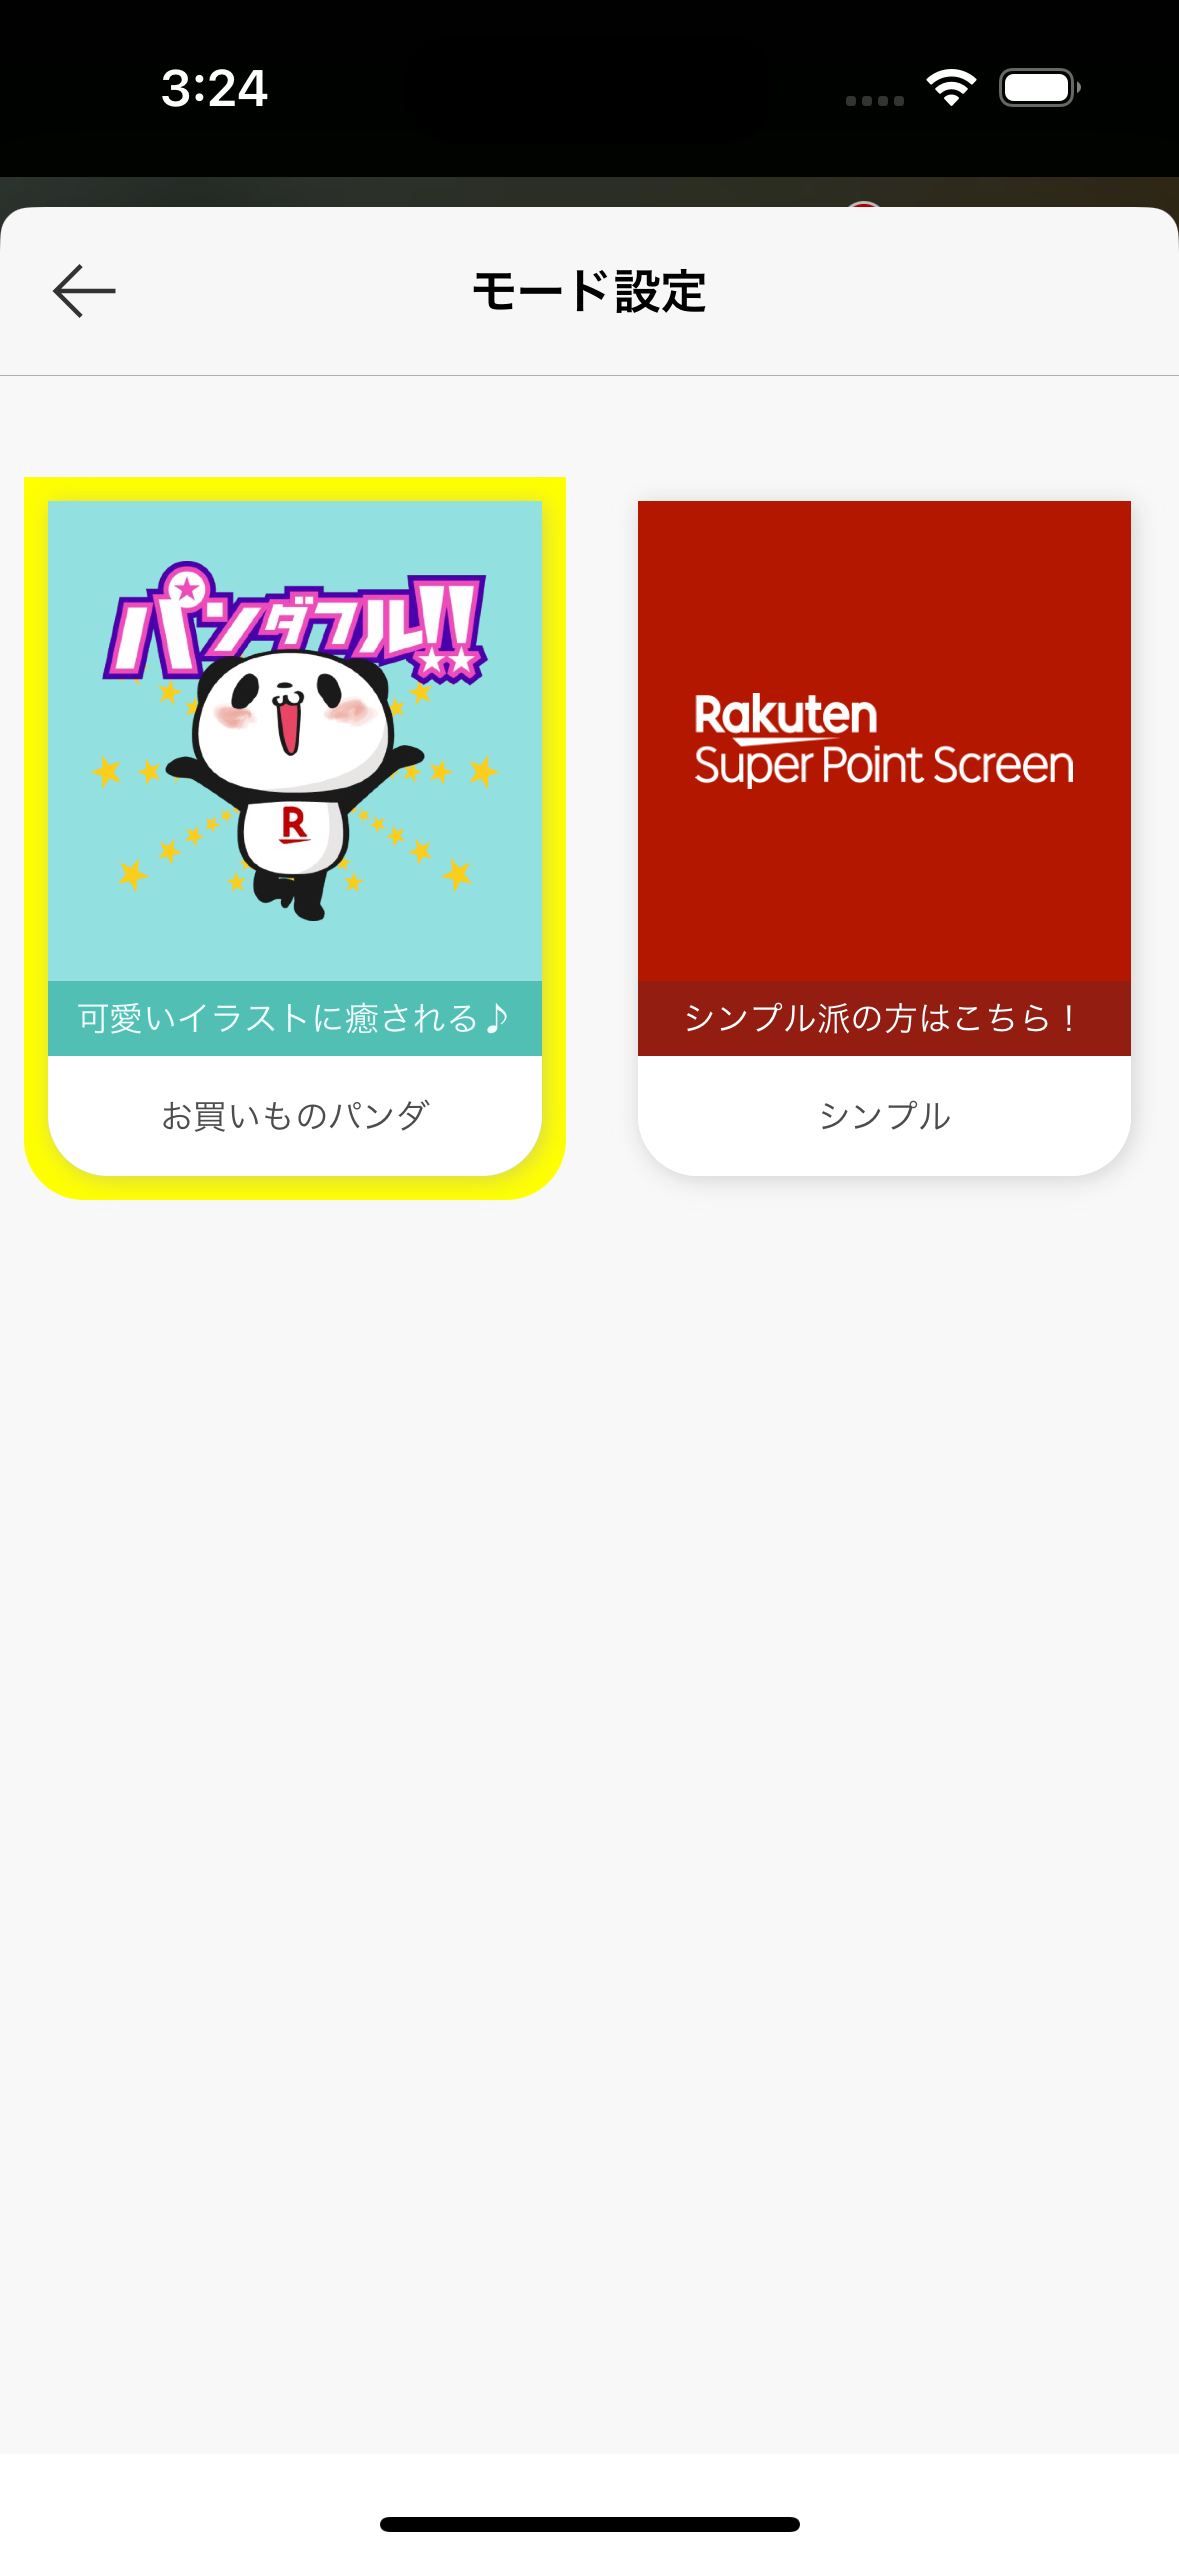 3:24
モード設定
パンダフル!!
R
可愛いイラストに癒される♪
お買いものパンダ
Rakuten
Super Point Screen
シンプル派の方はこちら！
シンプル